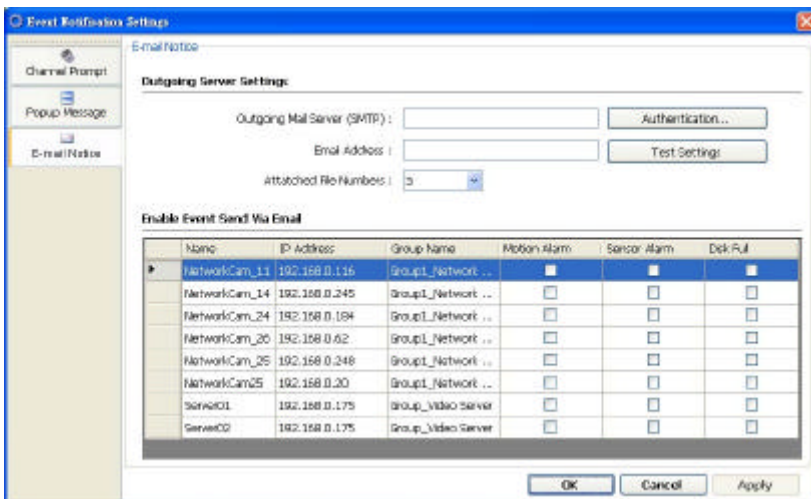 Event Notification Settings
Channel Prompt
Popup Message
E-mail Notice
E-mail Notice
Outgoing Server Settings
Outgoing Mail Server (SMTP) :
Authentication...
Email Address :
Test Settings
Attatched File Numbers :
Enable Event Send Via Email
Name IP Address Group Name Motion Alarm Sensor Alarm Disk Full
NetworkCam_11 192.168.0.116 Group1_Network ...
NetworkCam_14 192.168.0.245 Group1_Network ...
NetworkCam_24 192.168.0.184 Group1_Network ...
NetworkCam_26 192.168.0.62 Group1_Network ...
NetworkCam_25 192.168.0.248 Group1_Network ...
NetworkCam25 192.168.0.20 Group1_Network ...
Server01 192.168.0.175 Group_Video Server
Server02 192.168.0.175 Group_Video Server
OK Cancel Apply